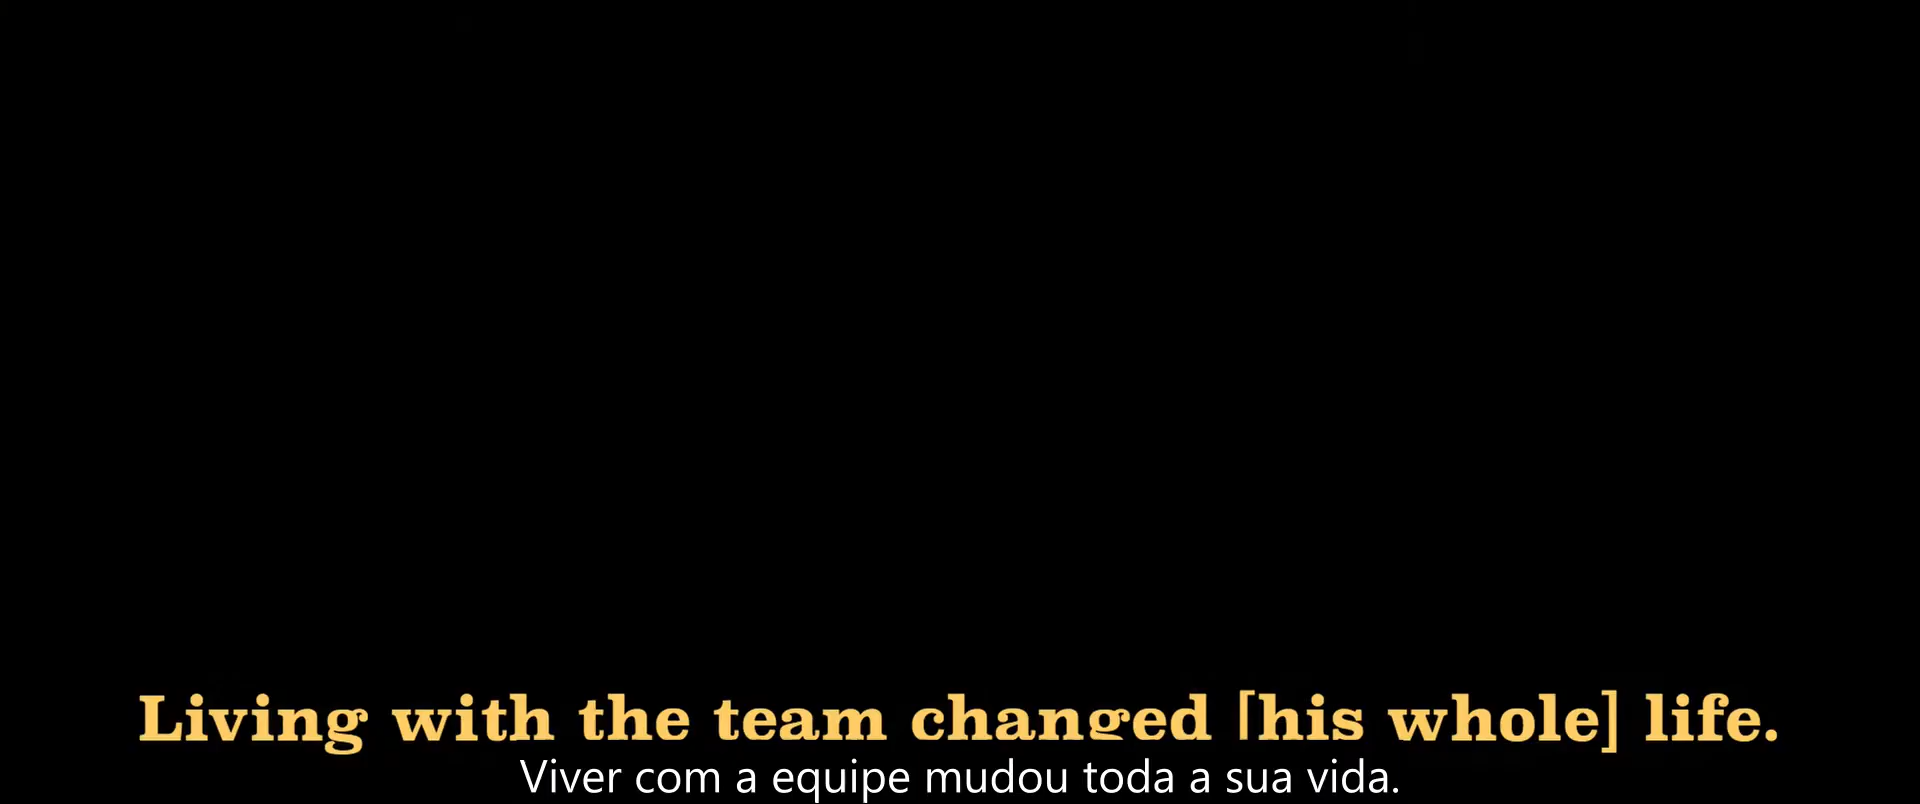 Living with the team changed [his whole] life.
Viver com a equipe mudou toda a sua vida.